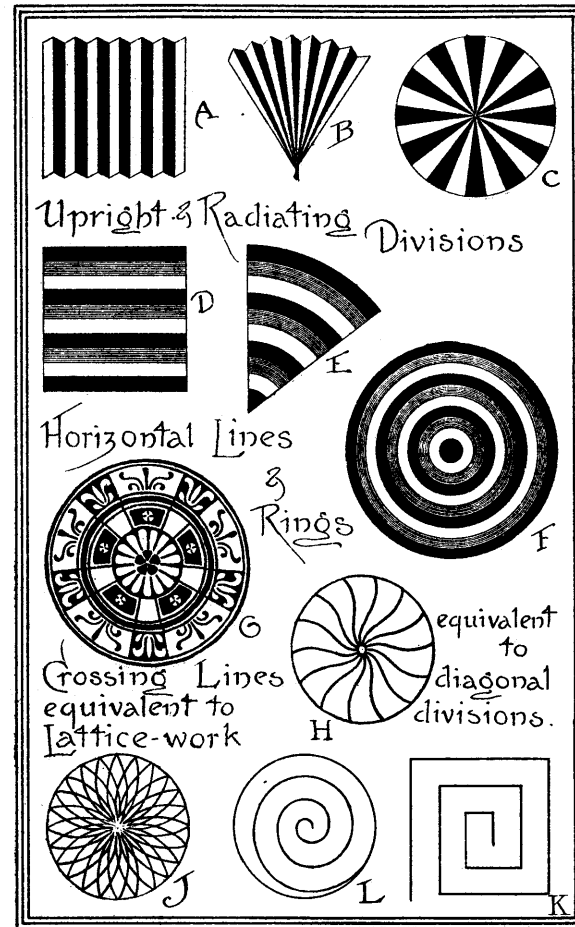 A
B
C
Upright & Radiating
Divisions
D
E
Horizontal Lines
&
Rings
F
G
H
equivalent
to
diagonal
divisions.
Crossing Lines
equivalent to
Lattice-work
J
L
K